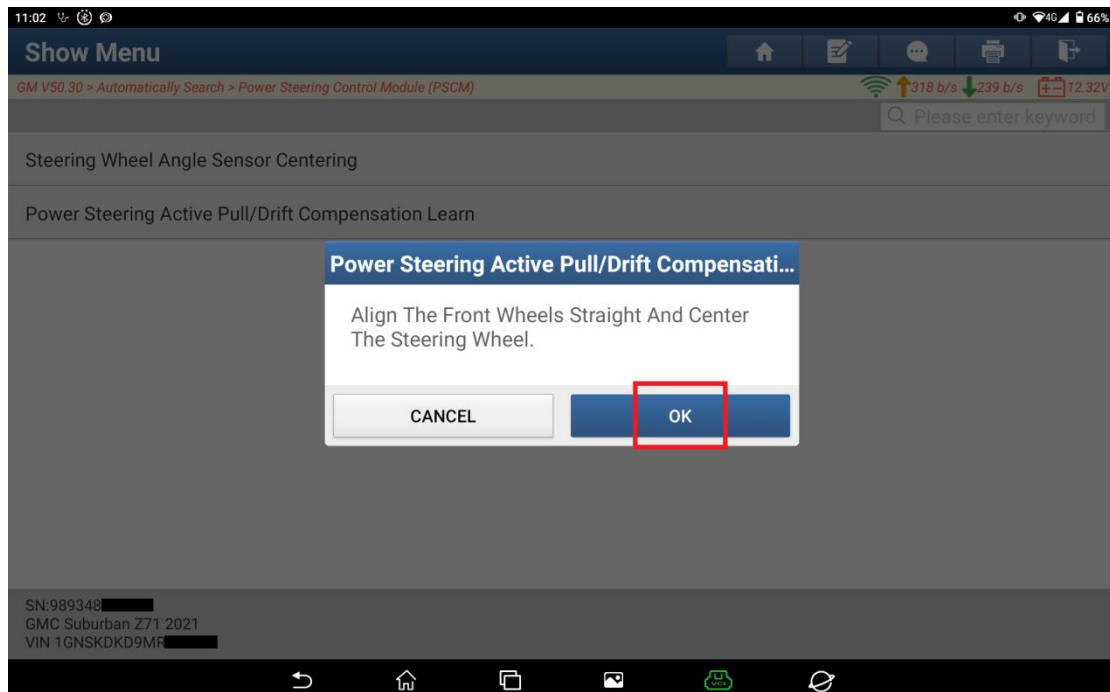 11:02
4G 66%
Show Menu
GM V50.30 > Automatically Search > Power Steering Control Module (PSCM)
318 b/s 239 b/s 12.32V
Please enter keyword
Steering Wheel Angle Sensor Centering
Power Steering Active Pull/Drift Compensation Learn
Power Steering Active Pull/Drift Compensati...
Align The Front Wheels Straight And Center
The Steering Wheel.
CANCEL
OK
SN:989348
GMC Suburban Z71 2021
VIN 1GNSKDKD9MR
VCI